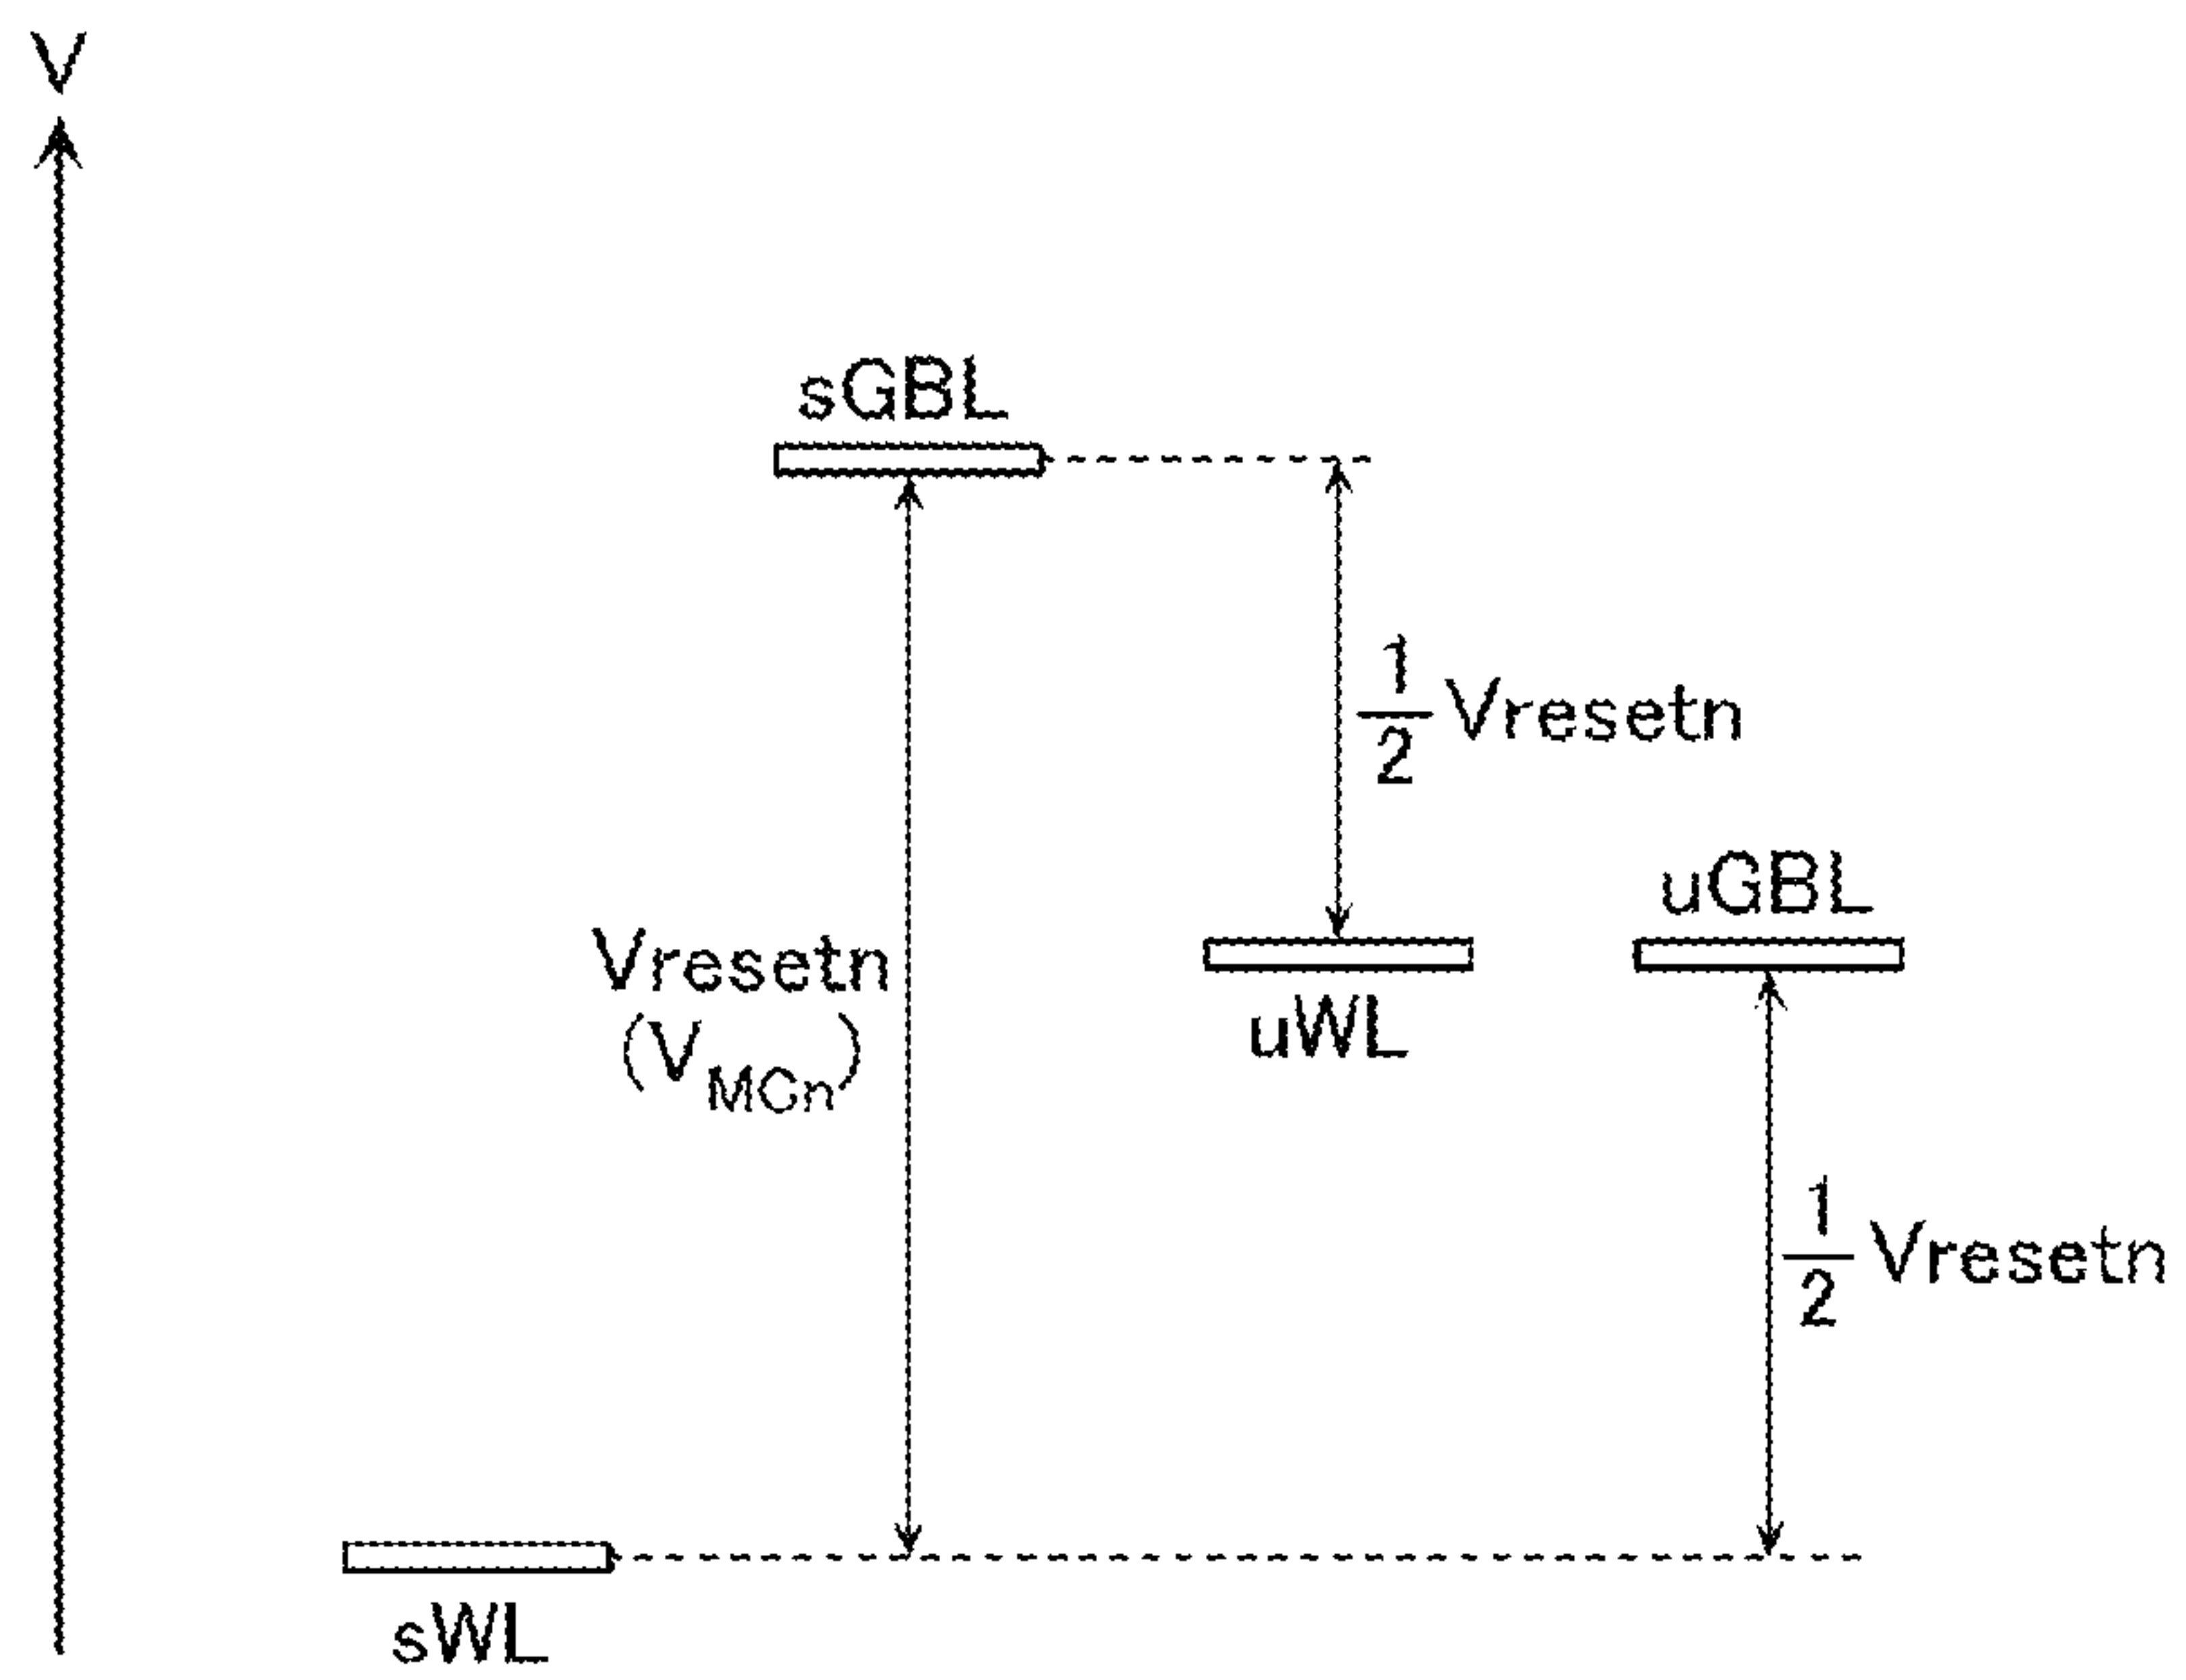 V
sGBL
1/2 Vresetn
uGBL
Vresetn
(VMCn)
uWL
1/2 Vresetn
sWL